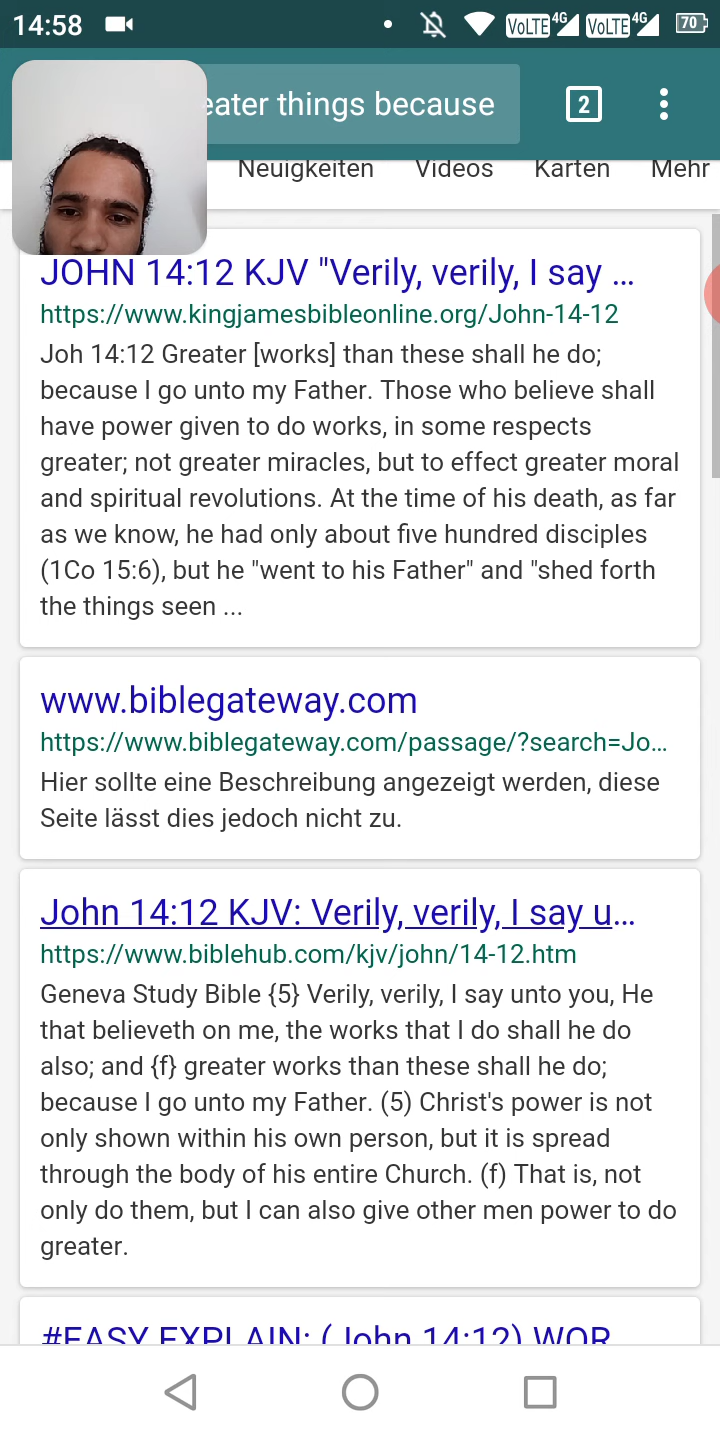 14:58
VoLTE 4G VoLTE 4G 70
eater things because
2
Neuigkeiten Videos Karten Mehr
JOHN 14:12 KJV "Verily, verily, I say ...
https://www.kingjamesbibleonline.org/John-14-12
Joh 14:12 Greater [works] than these shall he do;
because I go unto my Father. Those who believe shall
have power given to do works, in some respects
greater; not greater miracles, but to effect greater moral
and spiritual revolutions. At the time of his death, as far
as we know, he had only about five hundred disciples
(1Co 15:6), but he "went to his Father" and "shed forth
the things seen ...
www.biblegateway.com
https://www.biblegateway.com/passage/?search=Jo...
Hier sollte eine Beschreibung angezeigt werden, diese
Seite lässt dies jedoch nicht zu.
John 14:12 KJV: Verily, verily, I say u...
https://www.biblehub.com/kjv/john/14-12.htm
Geneva Study Bible {5} Verily, verily, I say unto you, He
that believeth on me, the works that I do shall he do
also; and {f} greater works than these shall he do;
because I go unto my Father. (5) Christ's power is not
only shown within his own person, but it is spread
through the body of his entire Church. (f) That is, not
only do them, but I can also give other men power to do
greater.
#EASY EXPLAIN: ( John 14:12) WOR